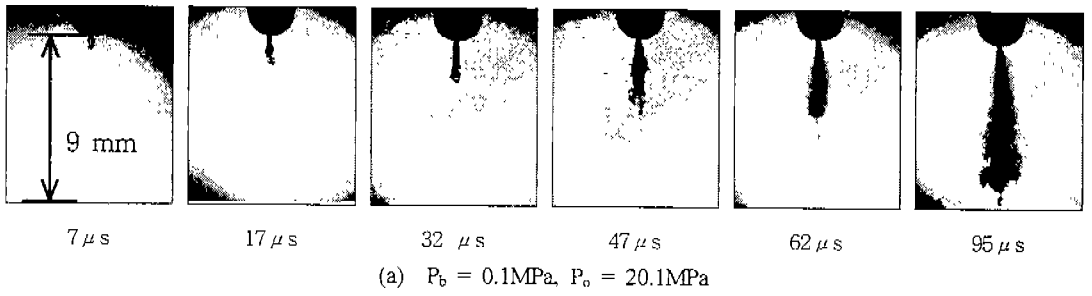 9 mm
7 μs 17 μs 32 μs 47 μs 62 μs 95 μs
(a) P_b = 0.1MPa, P_o = 20.1MPa